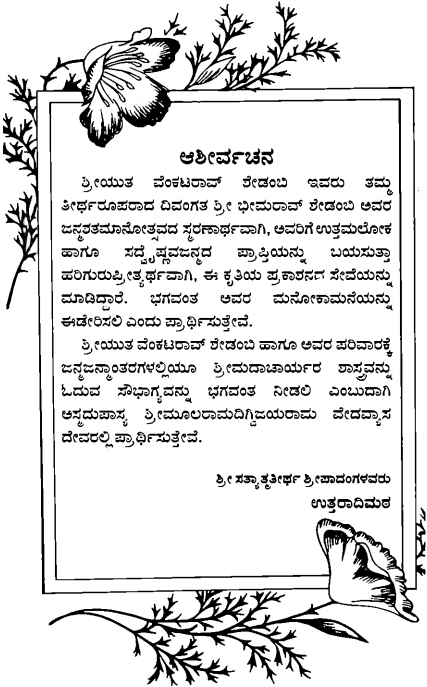 ಆಶೀರ್ವಚನ
ಶ್ರೀಯುತ ವೆಂಕಟರಾವ್ ಶೇಡಂಬಿ ಇವರು ತಮ್ಮ
ತೀರ್ಥರೂಪರಾದ ದಿವಂಗತ ಶ್ರೀ ಭೀಮರಾವ್ ಶೇಡಂಬಿ ಅವರ
ಜನ್ಮಶತಮಾನೋತ್ಸವದ ಸ್ಮರಣಾರ್ಥವಾಗಿ, ಅವರಿಗೆ ಉತ್ತಮಲೋಕ
ಹಾಗೂ ಸದ್ವೈಷ್ಣವಜನ್ಮದ ಪ್ರಾಪ್ತಿಯನ್ನು ಬಯಸುತ್ತಾ
ಹರಿಗುರುಪ್ರೀತ್ಯರ್ಥವಾಗಿ, ಈ ಕೃತಿಯ ಪ್ರಕಾಶನದ ಸೇವೆಯನ್ನು
ಮಾಡಿದ್ದಾರೆ. ಭಗವಂತ ಅವರ ಮನೋಕಾಮನೆಯನ್ನು
ಈಡೇರಿಸಲಿ ಎಂದು ಪ್ರಾರ್ಥಿಸುತ್ತೇವೆ.
ಶ್ರೀಯುತ ವೆಂಕಟರಾವ್ ಶೇಡಂಬಿ ಹಾಗೂ ಅವರ ಪರಿವಾರಕ್ಕೆ
ಜನ್ಮಜನ್ಮಾಂತರಗಳಲ್ಲಿಯೂ ಶ್ರೀಮದಾಚಾರ್ಯರ ಶಾಸ್ತ್ರವನ್ನು
ಓದುವ ಸೌಭಾಗ್ಯವನ್ನು ಭಗವಂತ ನೀಡಲಿ ಎಂಬುದಾಗಿ
ಅಸ್ಮದುಪಾಸ್ಯ ಶ್ರೀಮೂಲರಾಮದಿಗ್ವಿಜಯರಾಮ ವೇದವ್ಯಾಸ
ದೇವರಲ್ಲಿ ಪ್ರಾರ್ಥಿಸುತ್ತೇವೆ.
ಶ್ರೀ ಸತ್ಯಾತ್ಮತೀರ್ಥ ಶ್ರೀಪಾದಂಗಳವರು
ಉತ್ತರಾದಿಮಠ